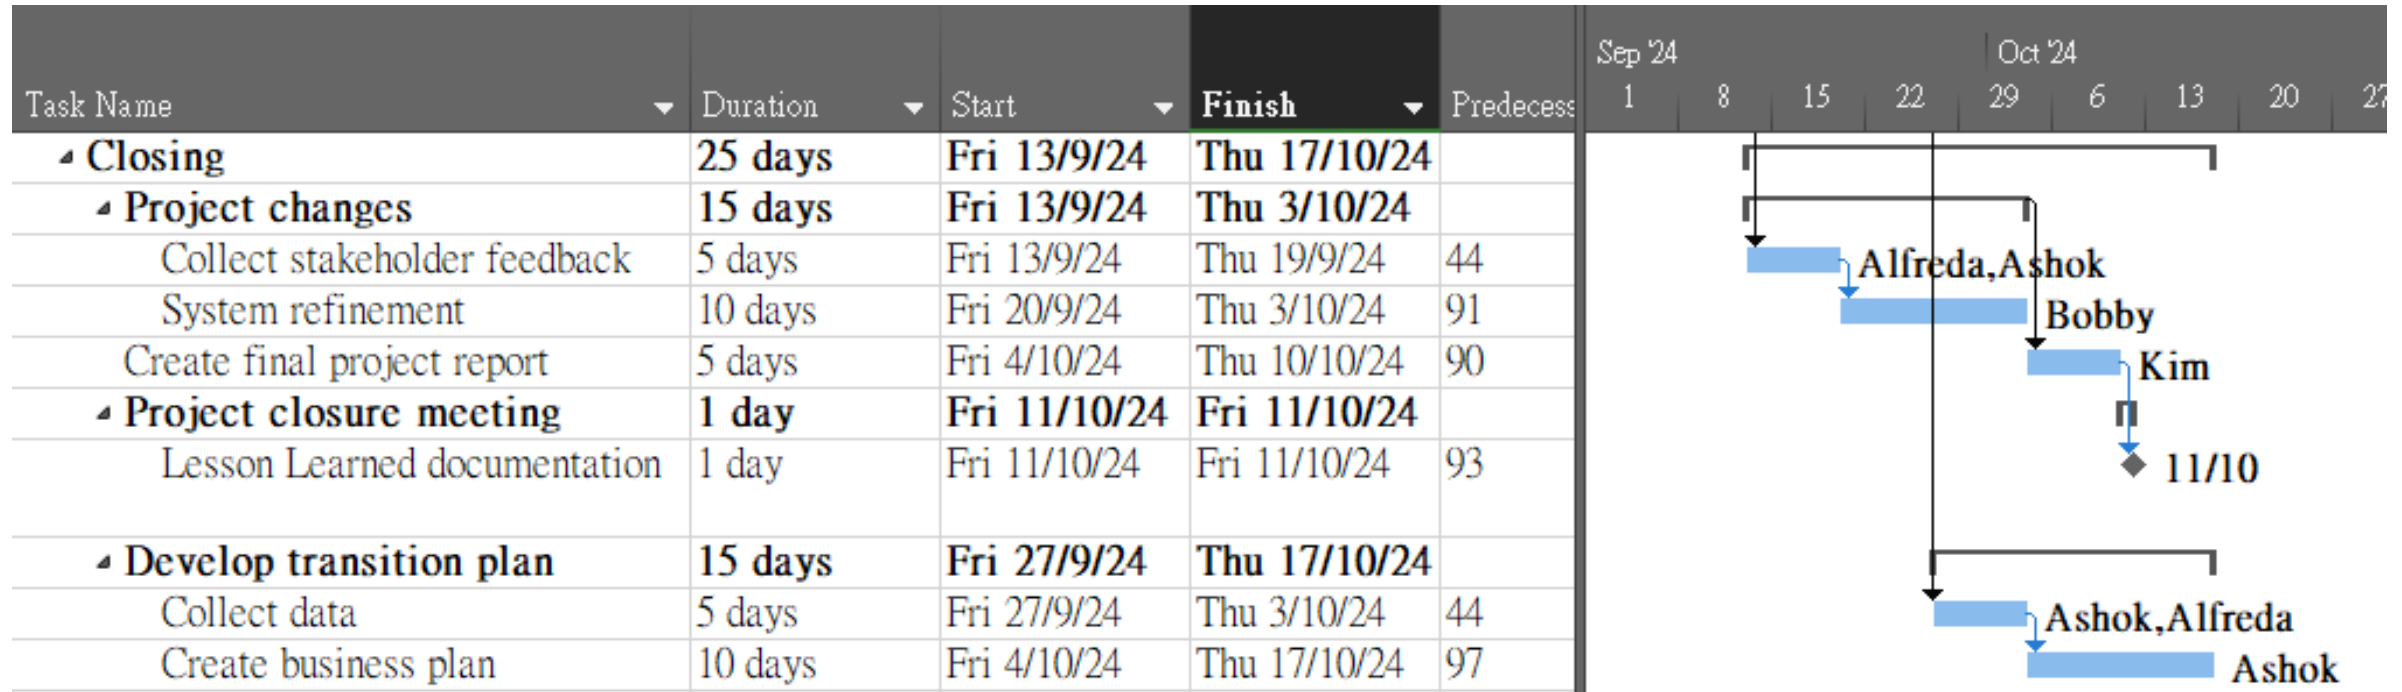 Sep '24 Oct '24
Task Name Duration Start Finish Predecess 1 8 15 22 29 6 13 20 27
Closing 25 days Fri 13/9/24 Thu 17/10/24
Project changes 15 days Fri 13/9/24 Thu 3/10/24
Collect stakeholder feedback 5 days Fri 13/9/24 Thu 19/9/24 44 Alfreda,Ashok
System refinement 10 days Fri 20/9/24 Thu 3/10/24 91 Bobby
Create final project report 5 days Fri 4/10/24 Thu 10/10/24 90 Kim
Project closure meeting 1 day Fri 11/10/24 Fri 11/10/24
Lesson Learned documentation 1 day Fri 11/10/24 Fri 11/10/24 93 11/10
Develop transition plan 15 days Fri 27/9/24 Thu 17/10/24
Collect data 5 days Fri 27/9/24 Thu 3/10/24 44 Ashok,Alfreda
Create business plan 10 days Fri 4/10/24 Thu 17/10/24 97 Ashok